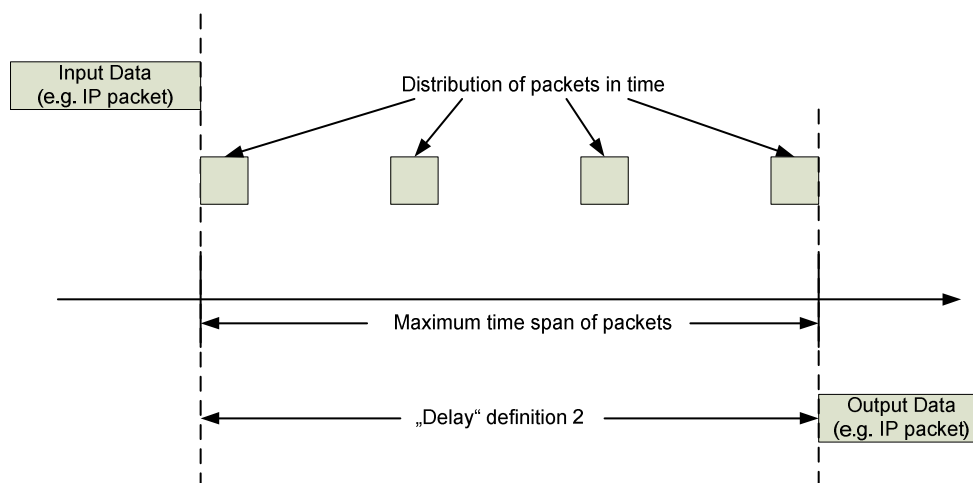 Input Data
(e.g. IP packet)
Distribution of packets in time
Maximum time span of packets
„Delay“ definition 2
Output Data
(e.g. IP packet)